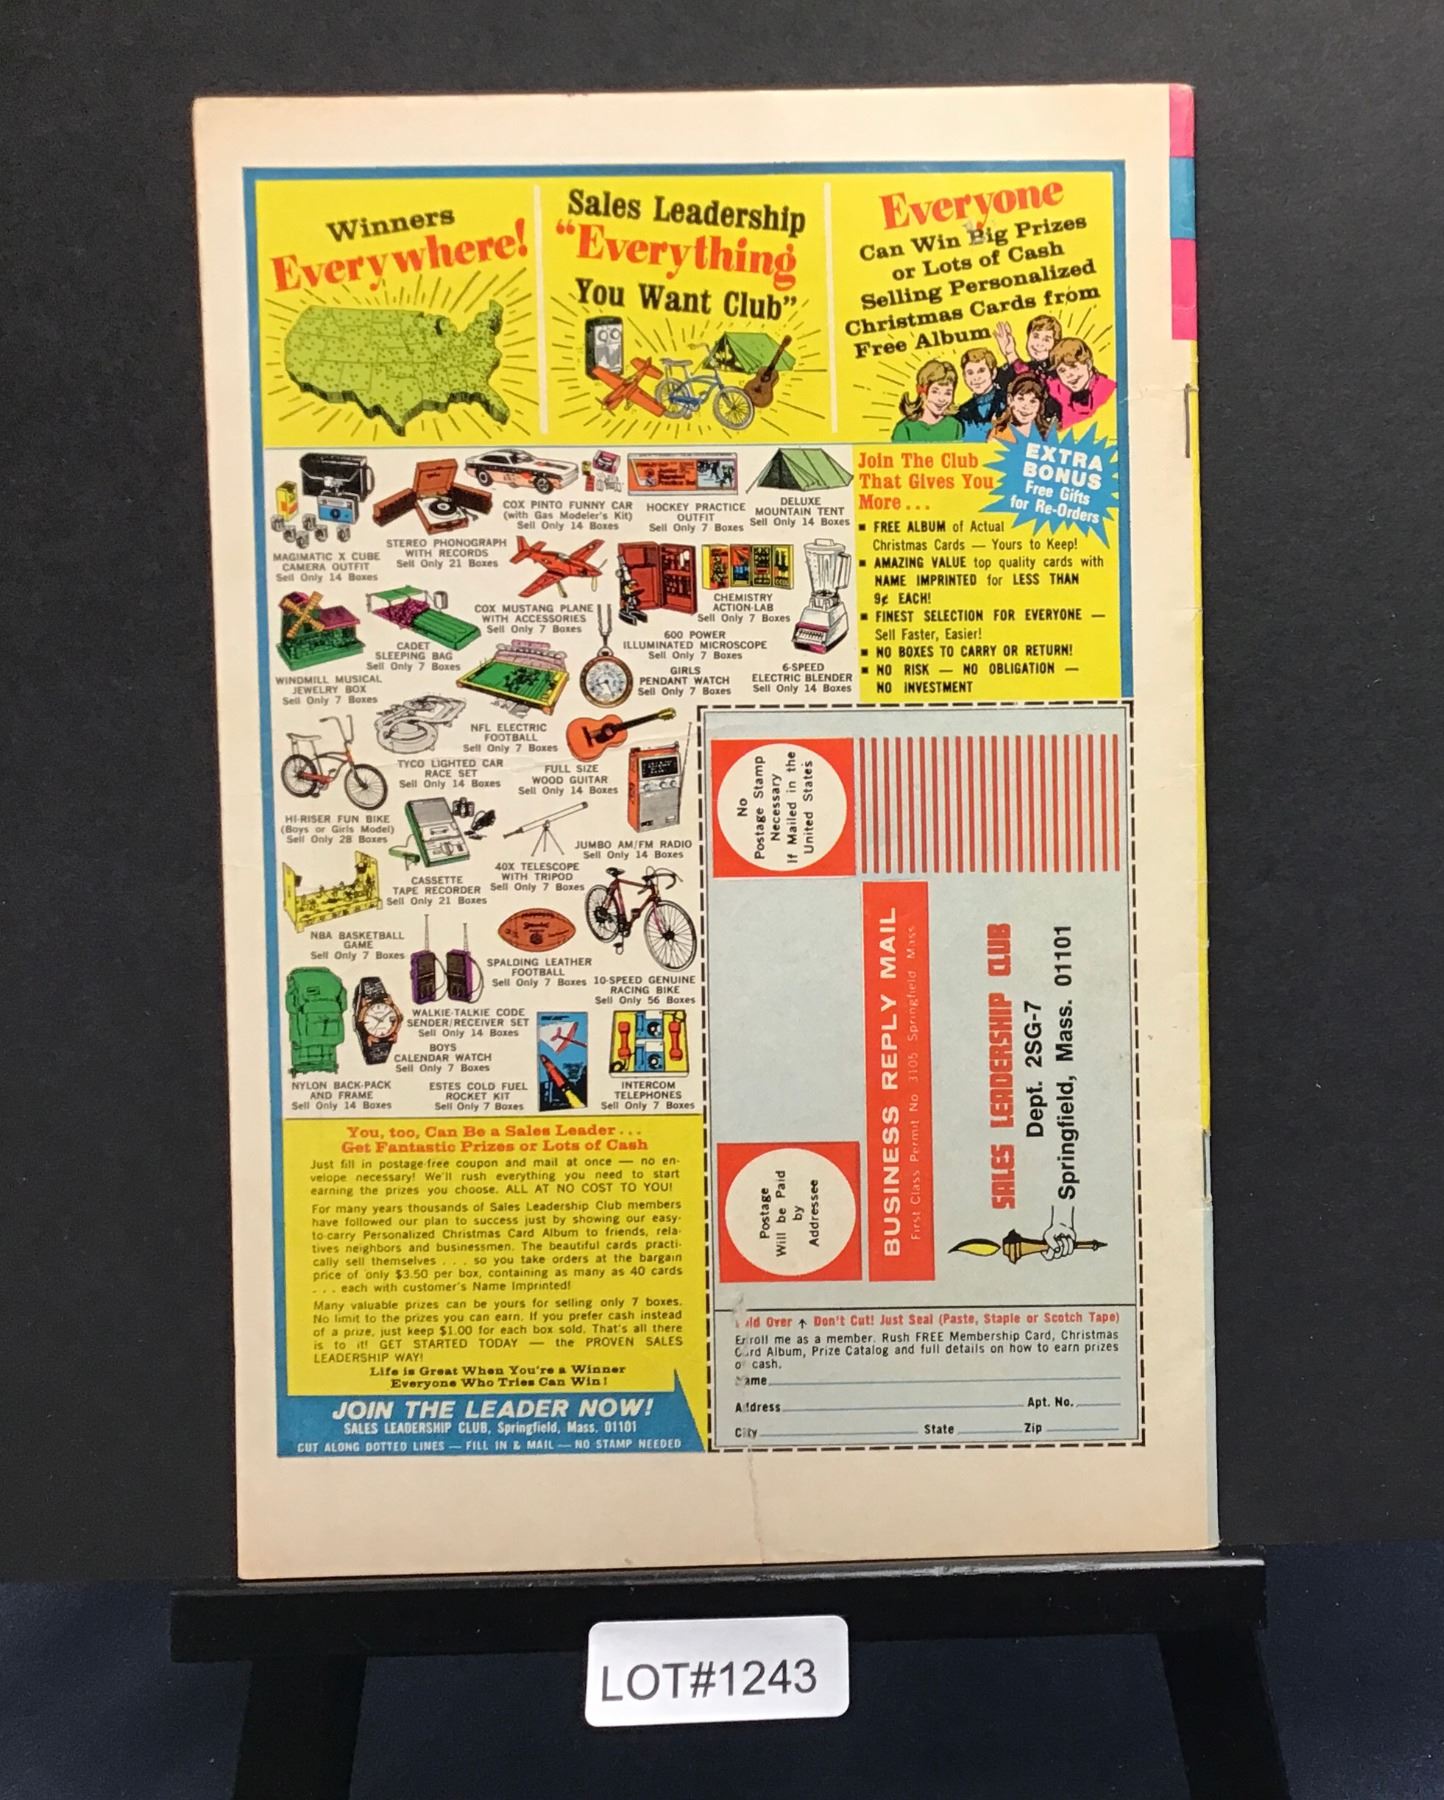 Winners
Everywhere!
Sales Leadership
"Everything
You Want Club"
Everyone
Can Win Big Prizes
or Lots of Cash
Selling Personalized
Christmas Cards from
Free Album
MAGIMATIC X CUBE
CAMERA OUTFIT
Sell Only 14 Boxes
STEREO PHONOGRAPH
WITH RECORDS
Sell Only 21 Boxes
COX PINTO FUNNY CAR
(with Gas Modeler's Kit)
Sell Only 14 Boxes
HOCKEY PRACTICE
OUTFIT
Sell Only 7 Boxes
DELUXE
MOUNTAIN TENT
Sell Only 14 Boxes
WINDMILL MUSICAL
JEWELRY BOX
Sell Only 7 Boxes
CADET
SLEEPING BAG
Sell Only 7 Boxes
COX MUSTANG PLANE
WITH ACCESSORIES
Sell Only 7 Boxes
600 POWER
ILLUMINATED MICROSCOPE
Sell Only 7 Boxes
CHEMISTRY
ACTION-LAB
Sell Only 7 Boxes
GIRLS
PENDANT WATCH
Sell Only 7 Boxes
6-SPEED
ELECTRIC BLENDER
Sell Only 14 Boxes
NFL ELECTRIC
FOOTBALL
Sell Only 7 Boxes
TYCO LIGHTED CAR
RACE SET
Sell Only 14 Boxes
FULL SIZE
WOOD GUITAR
Sell Only 14 Boxes
HI-RISER FUN BIKE
(Boys or Girls Model)
Sell Only 28 Boxes
CASSETTE
TAPE RECORDER
Sell Only 21 Boxes
40X TELESCOPE
WITH TRIPOD
Sell Only 7 Boxes
JUMBO AM/FM RADIO
Sell Only 14 Boxes
NBA BASKETBALL
GAME
Sell Only 7 Boxes
SPALDING LEATHER
FOOTBALL
Sell Only 7 Boxes
10-SPEED GENUINE
RACING BIKE
Sell Only 56 Boxes
WALKIE-TALKIE CODE
SENDER/RECEIVER SET
Sell Only 14 Boxes
BOYS
CALENDAR WATCH
Sell Only 7 Boxes
NYLON BACK-PACK
AND FRAME
Sell Only 14 Boxes
ESTES COLD FUEL
ROCKET KIT
Sell Only 7 Boxes
INTERCOM
TELEPHONES
Sell Only 7 Boxes
Join The Club
That Gives You
More...
EXTRA
BONUS
Free Gifts
for Re-Orders
■ FREE ALBUM of Actual
Christmas Cards — Yours to Keep!
■ AMAZING VALUE top quality cards with
NAME IMPRINTED for LESS THAN
9¢ EACH!
■ FINEST SELECTION FOR EVERYONE —
Sell Faster, Easier!
■ NO BOXES TO CARRY OR RETURN!
■ NO RISK — NO OBLIGATION —
NO INVESTMENT
You, too, Can Be a Sales Leader...
Get Fantastic Prizes or Lots of Cash
Just fill in postage-free coupon and mail at once — no en-
velope necessary! We'll rush everything you need to start
earning the prizes you choose. ALL AT NO COST TO YOU!
For many years thousands of Sales Leadership Club members
have followed our plan to success just by showing our easy-
to-carry Personalized Christmas Card Album to friends, rela-
tives neighbors and businessmen. The beautiful cards practi-
cally sell themselves . . . so you take orders at the bargain
price of only $3.50 per box, containing as many as 40 cards
. . . each with customer's Name Imprinted!
Many valuable prizes can be yours for selling only 7 boxes.
No limit to the prizes you can earn. If you prefer cash instead
of a prize, just keep $1.00 for each box sold. That's all there
is to it! GET STARTED TODAY — the PROVEN SALES
LEADERSHIP WAY!
Life is Great When You're a Winner
Everyone Who Tries Can Win!
JOIN THE LEADER NOW!
SALES LEADERSHIP CLUB, Springfield, Mass. 01101
CUT ALONG DOTTED LINES — FILL IN & MAIL — NO STAMP NEEDED
No
Postage Stamp
Necessary
If Mailed in the
United States
BUSINESS REPLY MAIL
First Class Permit No 3105 Springfield Mass
Postage
Will be Paid
by
Addressee
SALES LEADERSHIP CLUB
Dept. 2SG-7
Springfield, Mass. 01101
Over ↑ Don't Cut! Just Seal (Paste, Staple or Scotch Tape)
Enroll me as a member. Rush FREE Membership Card, Christmas
Card Album, Prize Catalog and full details on how to earn prizes
or cash.
Name
Address Apt. No.
City State Zip
LOT#1243